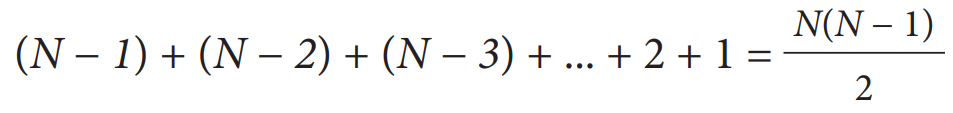 (N – 1) + (N – 2) + (N – 3) + ... + 2 + 1 = N(N – 1) / 2